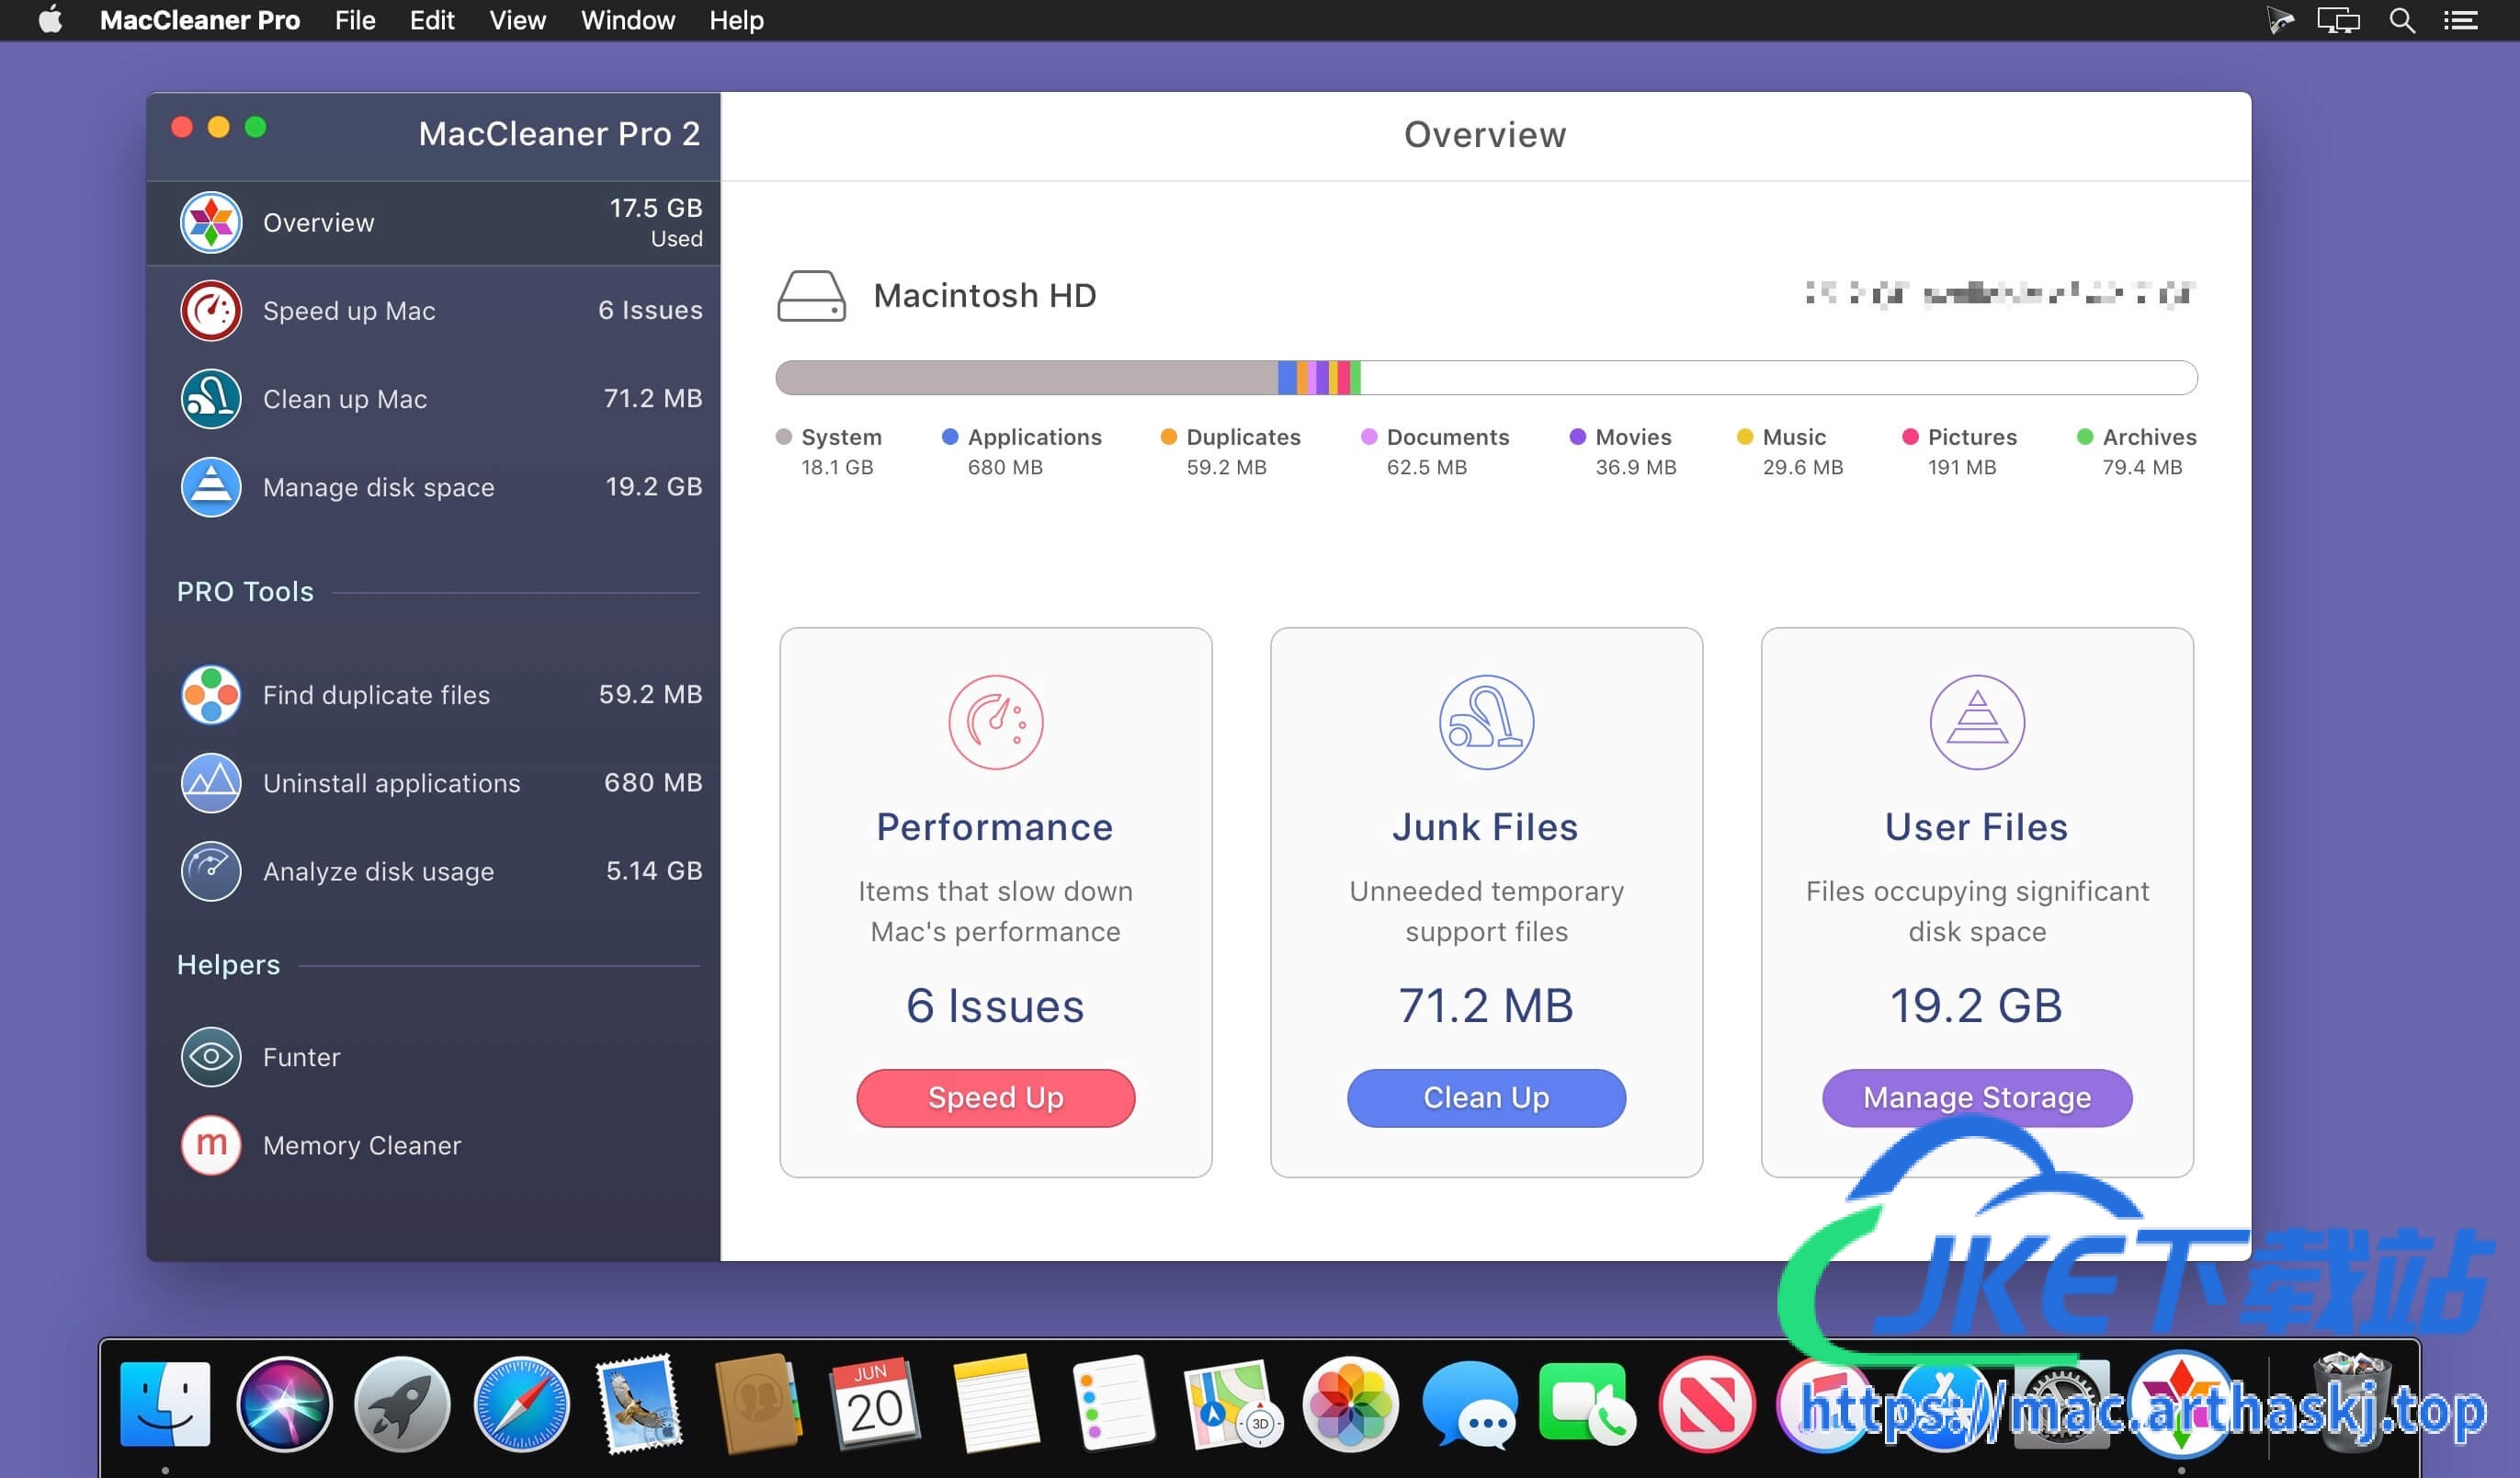 MacCleaner Pro File Edit View Window Help
MacCleaner Pro 2
Overview
Overview
17.5 GB
Used
Speed up Mac 6 Issues
Clean up Mac 71.2 MB
Manage disk space 19.2 GB
PRO Tools
Find duplicate files 59.2 MB
Uninstall applications 680 MB
Analyze disk usage 5.14 GB
Helpers
Funter
m
Memory Cleaner
Macintosh HD
System Applications Duplicates Documents Movies Music Pictures Archives
18.1 GB 680 MB 59.2 MB 62.5 MB 36.9 MB 29.6 MB 191 MB 79.4 MB
Performance
Items that slow down
Mac's performance
6 Issues
Speed Up
Junk Files
Unneeded temporary
support files
71.2 MB
Clean Up
User Files
Files occupying significant
disk space
19.2 GB
Manage Storage
JKE下载站
JUN
20
3D
https://mac.arthaskj.top